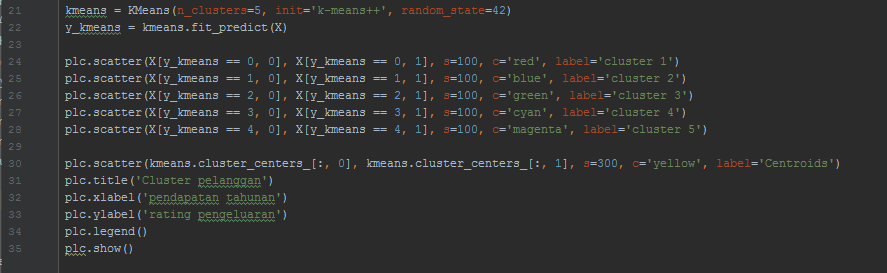 21 kmeans = KMeans(n_clusters=5, init='k-means++', random_state=42)
22 y_kmeans = kmeans.fit_predict(X)
23
24 plc.scatter(X[y_kmeans == 0, 0], X[y_kmeans == 0, 1], s=100, c='red', label='cluster 1')
25 plc.scatter(X[y_kmeans == 1, 0], X[y_kmeans == 1, 1], s=100, c='blue', label='cluster 2')
26 plc.scatter(X[y_kmeans == 2, 0], X[y_kmeans == 2, 1], s=100, c='green', label='cluster 3')
27 plc.scatter(X[y_kmeans == 3, 0], X[y_kmeans == 3, 1], s=100, c='cyan', label='cluster 4')
28 plc.scatter(X[y_kmeans == 4, 0], X[y_kmeans == 4, 1], s=100, c='magenta', label='cluster 5')
29
30 plc.scatter(kmeans.cluster_centers_[:, 0], kmeans.cluster_centers_[:, 1], s=300, c='yellow', label='Centroids')
31 plc.title('Cluster pelanggan')
32 plc.xlabel('pendapatan tahunan')
33 plc.ylabel('rating pengeluaran')
34 plc.legend()
35 plc.show()